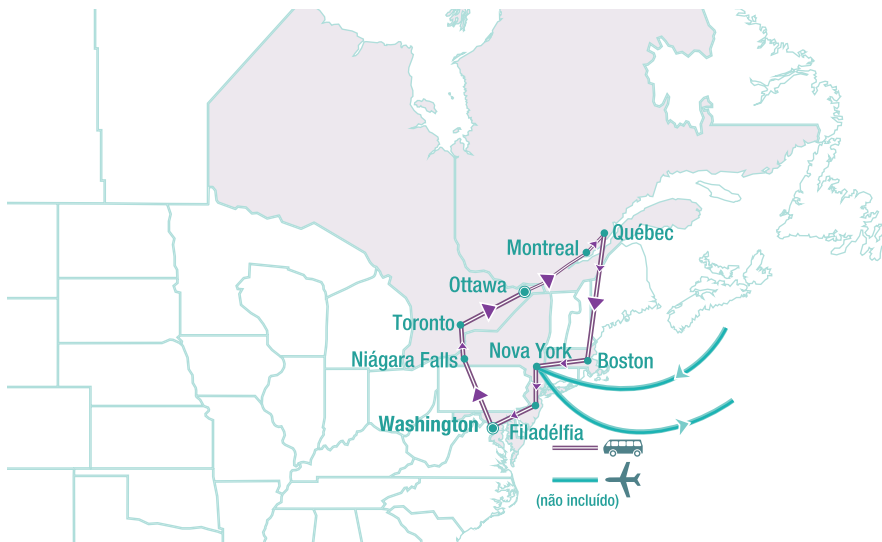 Québec
Montreal
Ottawa
Toronto
Nova York
Niágara Falls
Boston
Washington
Filadélfia
(não incluído)